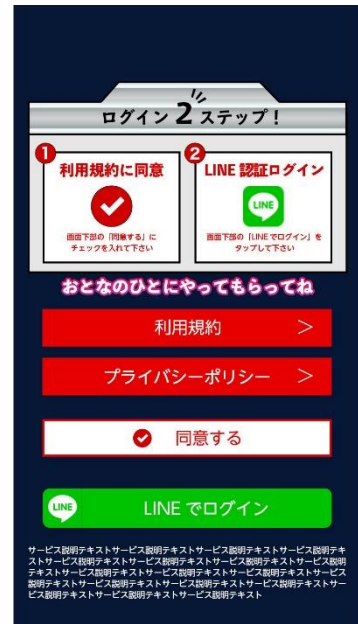 ログイン2ステップ！
1
利用規約に同意
画面下部の「同意する」に
チェックを入れて下さい
2
LINE 認証ログイン
LINE
画面下部の「LINEでログイン」を
タップして下さい
おとなのひとにやってもらってね
利用規約 ＞
プライバシーポリシー ＞
同意する
LINE LINEでログイン
サービス説明テキストサービス説明テキストサービス説明テキストサービス説明テキ
ストサービス説明テキストサービス説明テキストサービス説明テキストサービス説明
テキストサービス説明テキストサービス説明テキストサービス説明テキストサービス
説明テキストサービス説明テキストサービス説明テキストサービス説明テキストサー
ビス説明テキストサービス説明テキストサービス説明テキスト